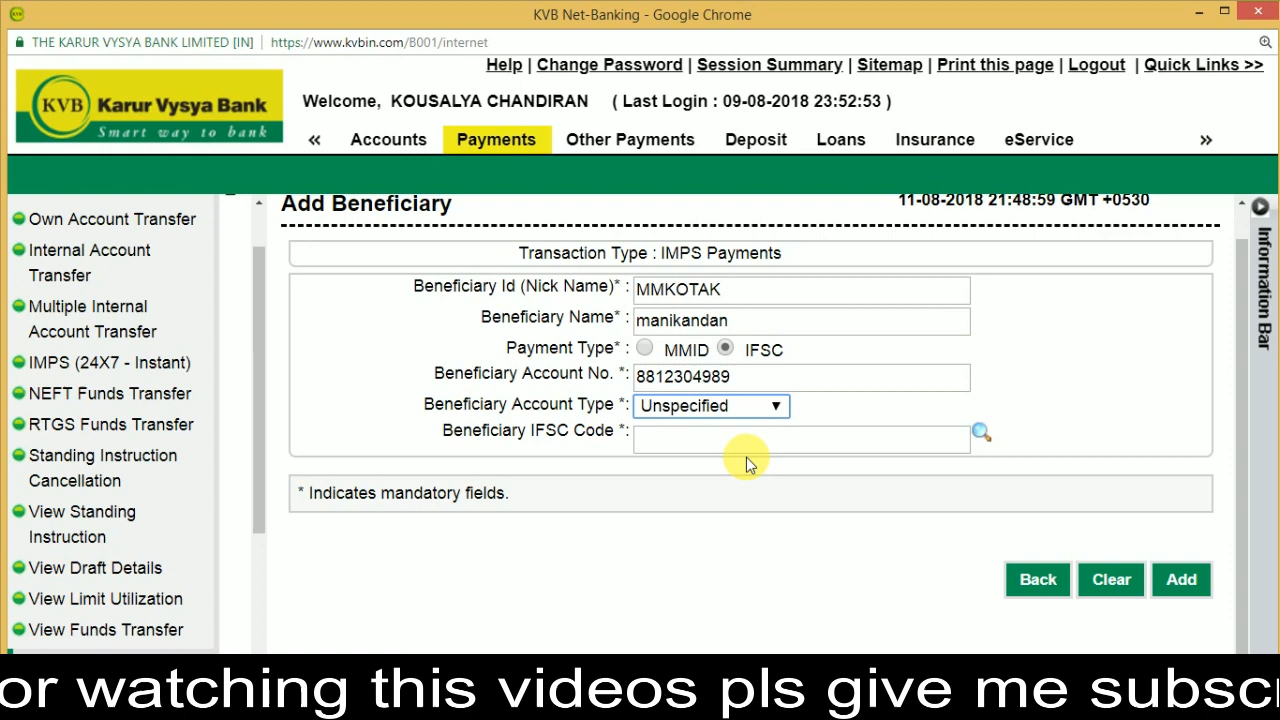 KVB Net-Banking - Google Chrome
THE KARUR VYSYA BANK LIMITED [IN] https://www.kvbin.com/B001/internet
Help | Change Password | Session Summary | Sitemap | Print this page | Logout | Quick Links >>
KVB Karur Vysya Bank
Smart way to bank
Welcome, KOUSALYA CHANDIRAN ( Last Login : 09-08-2018 23:52:53 )
« Accounts Payments Other Payments Deposit Loans Insurance eService »
Own Account Transfer
Internal Account
Transfer
Multiple Internal
Account Transfer
IMPS (24X7 - Instant)
NEFT Funds Transfer
RTGS Funds Transfer
Standing Instruction
Cancellation
View Standing
Instruction
View Draft Details
View Limit Utilization
View Funds Transfer
Add Beneficiary 11-08-2018 21:48:59 GMT +0530
Transaction Type : IMPS Payments
Beneficiary Id (Nick Name)* : MMKOTAK
Beneficiary Name* : manikandan
Payment Type* : MMID IFSC
Beneficiary Account No. *: 8812304989
Beneficiary Account Type *: Unspecified
Beneficiary IFSC Code *:
* Indicates mandatory fields.
Back Clear Add
Information Bar
or watching this videos pls give me subscr